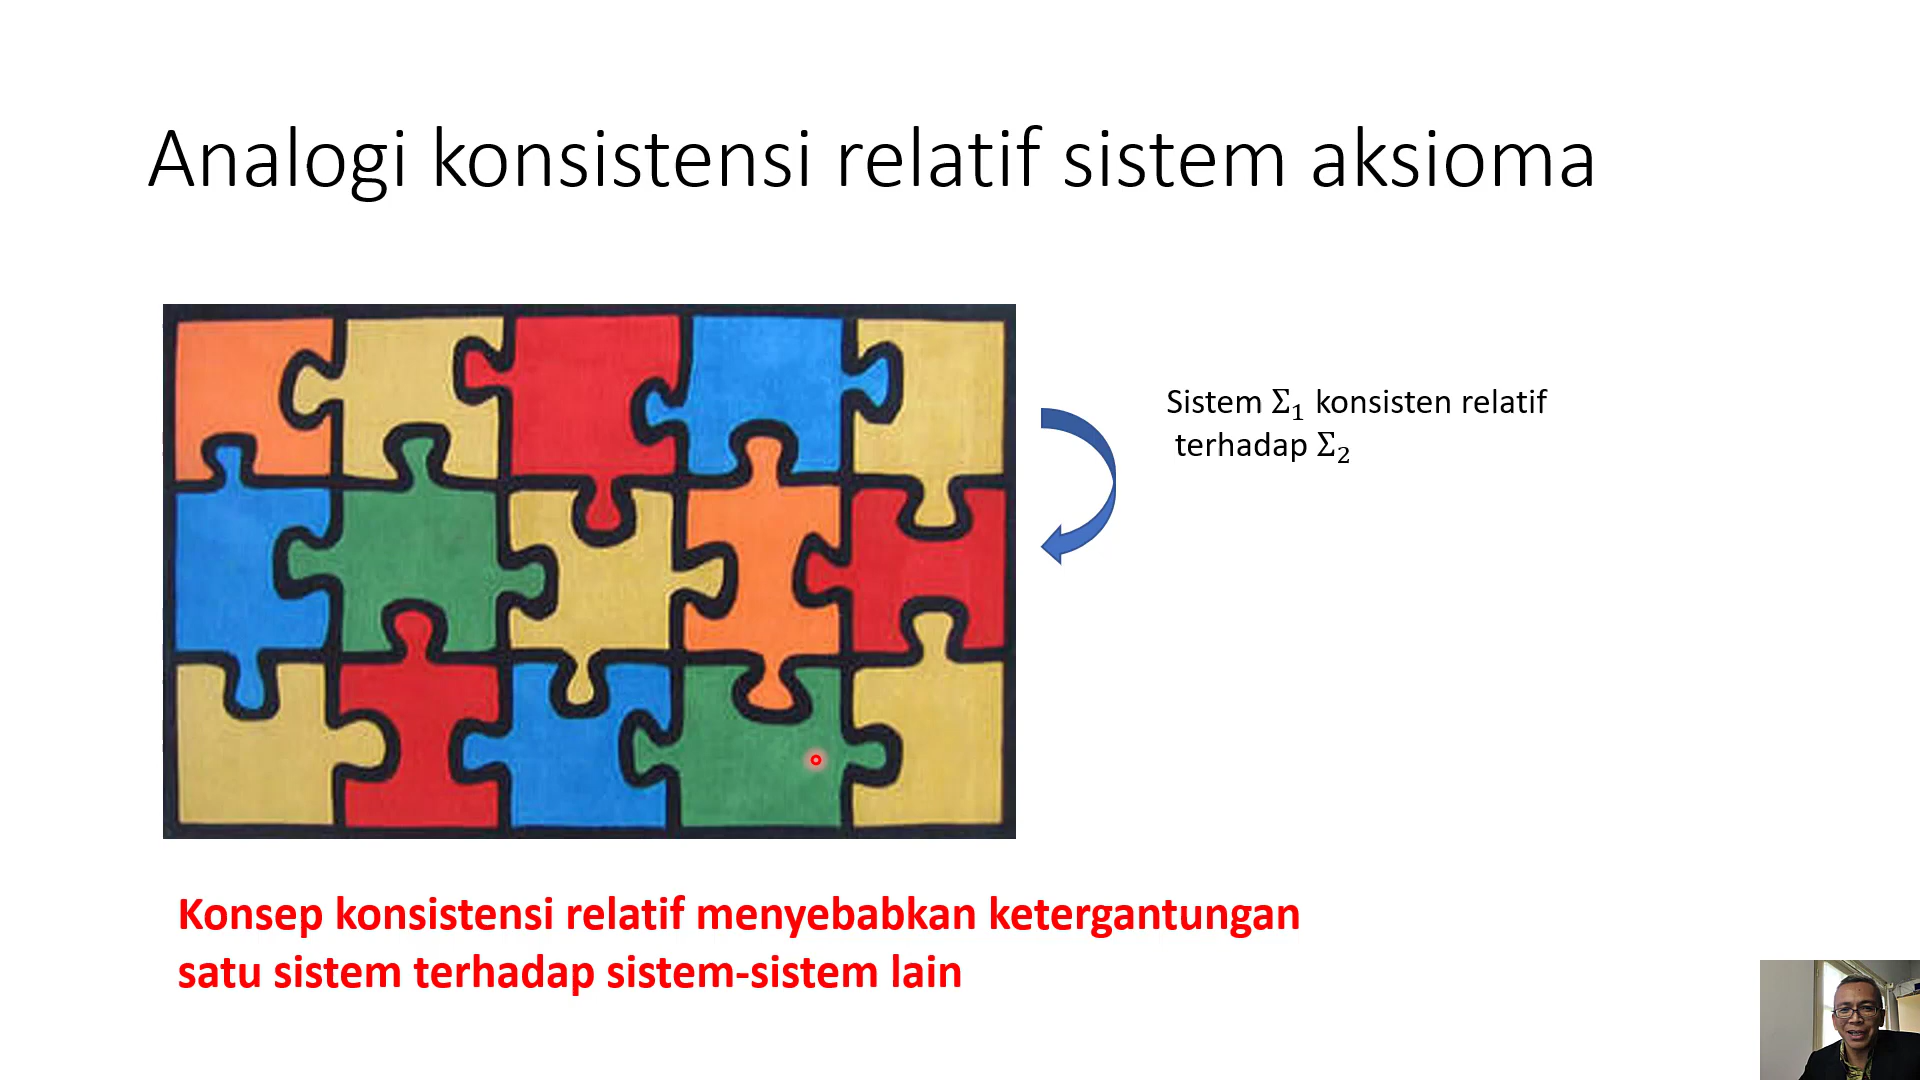 Analogi konsistensi relatif sistem aksioma
Sistem Σ₁ konsisten relatif
terhadap Σ₂
Konsep konsistensi relatif menyebabkan ketergantungan
satu sistem terhadap sistem-sistem lain